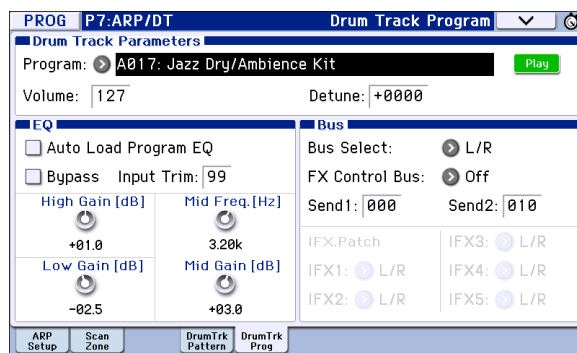 PROG P7:ARP/DT Drum Track Program
Drum Track Parameters
Program: A017: Jazz Dry/Ambience Kit Play
Volume: 127 Detune: +0000
EQ
Auto Load Program EQ
Bypass Input Trim: 99
High Gain [dB] Mid Freq.[Hz]
+01.0 3.20k
Low Gain [dB] Mid Gain [dB]
-02.5 +03.0
Bus
Bus Select: L/R
FX Control Bus: Off
Send1: 000 Send2: 010
IFX.Patch IFX3: L/R
IFX1: L/R IFX4: L/R
IFX2: L/R IFX5: L/R
ARP Setup Scan Zone DrumTrk Pattern DrumTrk Prog